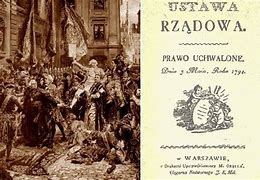 USTAWA
RZĄDOWA.
PRAWO UCHWALONE.
Dnia 3 Maia, Roku 1791.
w WARSZAWIE,